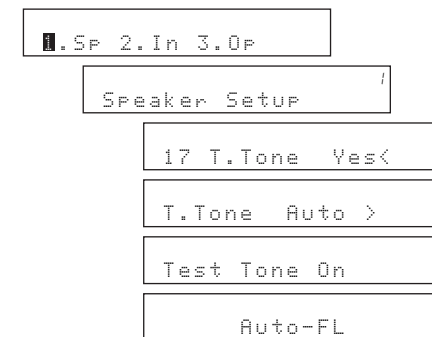 1.Sp 2.In 3.Op
1
Speaker Setup
17 T.Tone Yes<
T.Tone Auto >
Test Tone On
Auto-FL